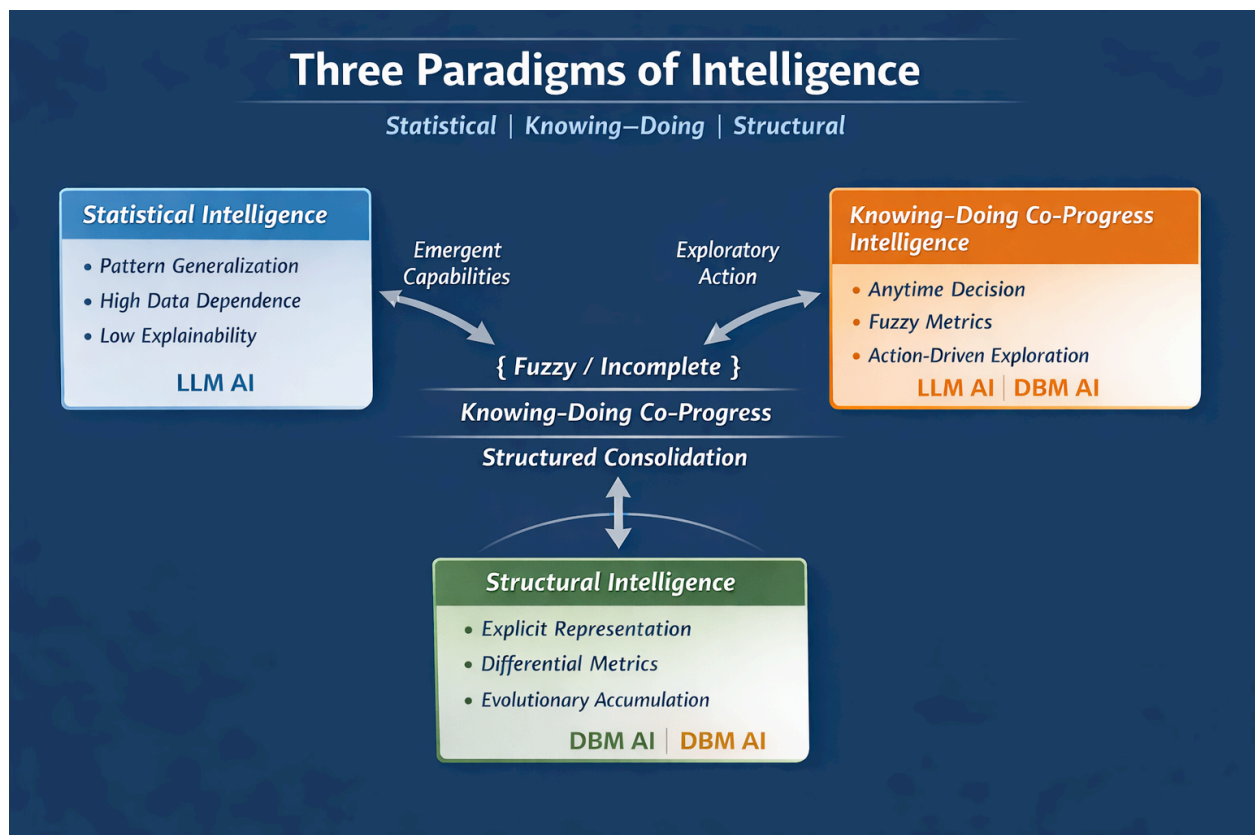 Three Paradigms of Intelligence
Statistical | Knowing–Doing | Structural
Statistical Intelligence
• Pattern Generalization
• High Data Dependence
• Low Explainability
LLM AI
Emergent
Capabilities
Exploratory
Action
Knowing–Doing Co-Progress
Intelligence
• Anytime Decision
• Fuzzy Metrics
• Action-Driven Exploration
LLM AI | DBM AI
{ Fuzzy / Incomplete }
Knowing-Doing Co-Progress
Structured Consolidation
Structural Intelligence
• Explicit Representation
• Differential Metrics
• Evolutionary Accumulation
DBM AI | DBM AI